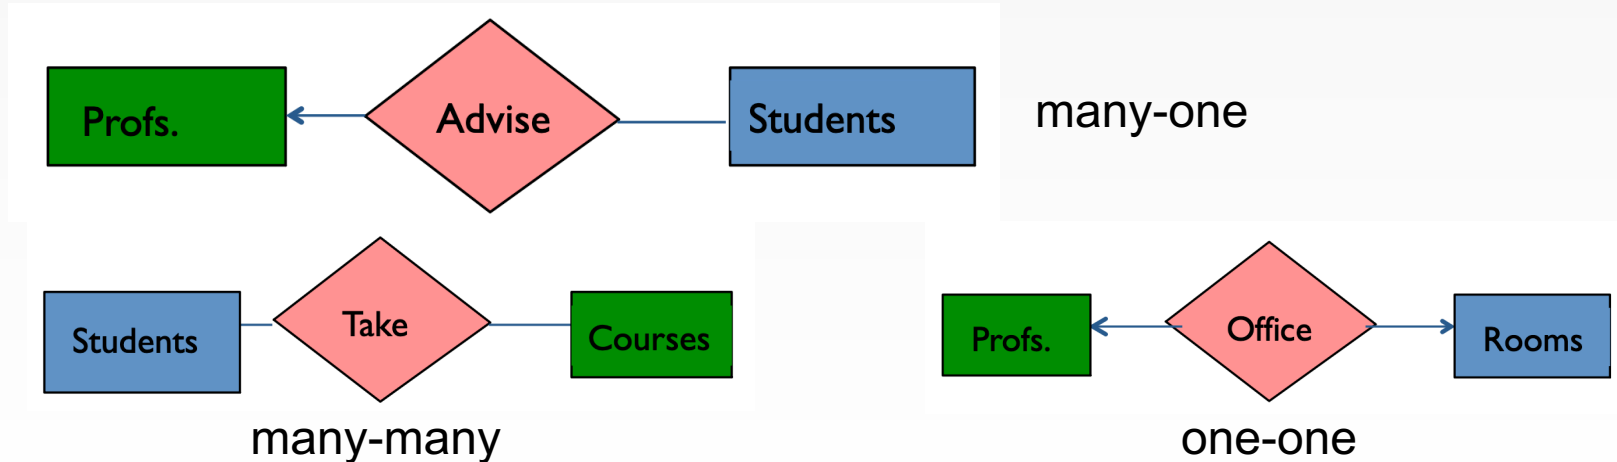 Profs.
Advise
Students
many-one
Students
Take
Courses
many-many
Profs.
Office
Rooms
one-one